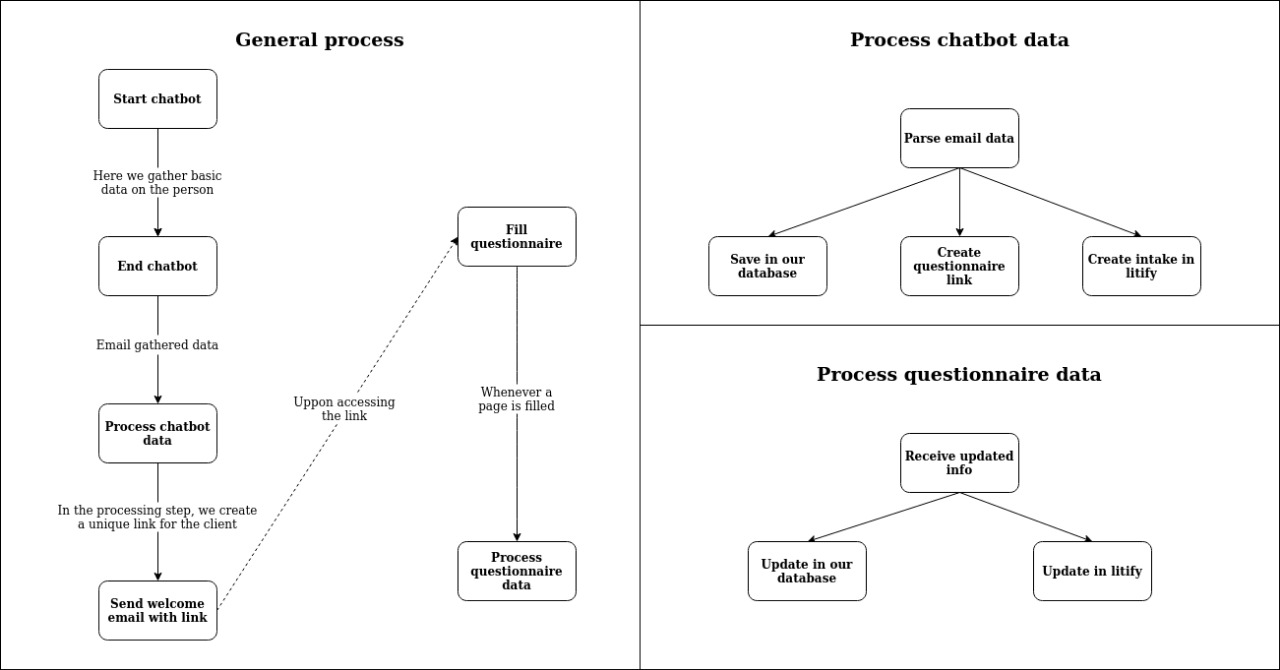 General process
Start chatbot
Here we gather basic
data on the person
End chatbot
Email gathered data
Process chatbot
data
In the processing step, we create
a unique link for the client
Send welcome
email with link
Uppon accessing
the link
Fill
questionnaire
Whenever a
page is filled
Process
questionnaire
data
Process chatbot data
Parse email data
Save in our
database
Create
questionnaire
link
Create intake in
litify
Process questionnaire data
Receive updated
info
Update in our
database
Update in litify